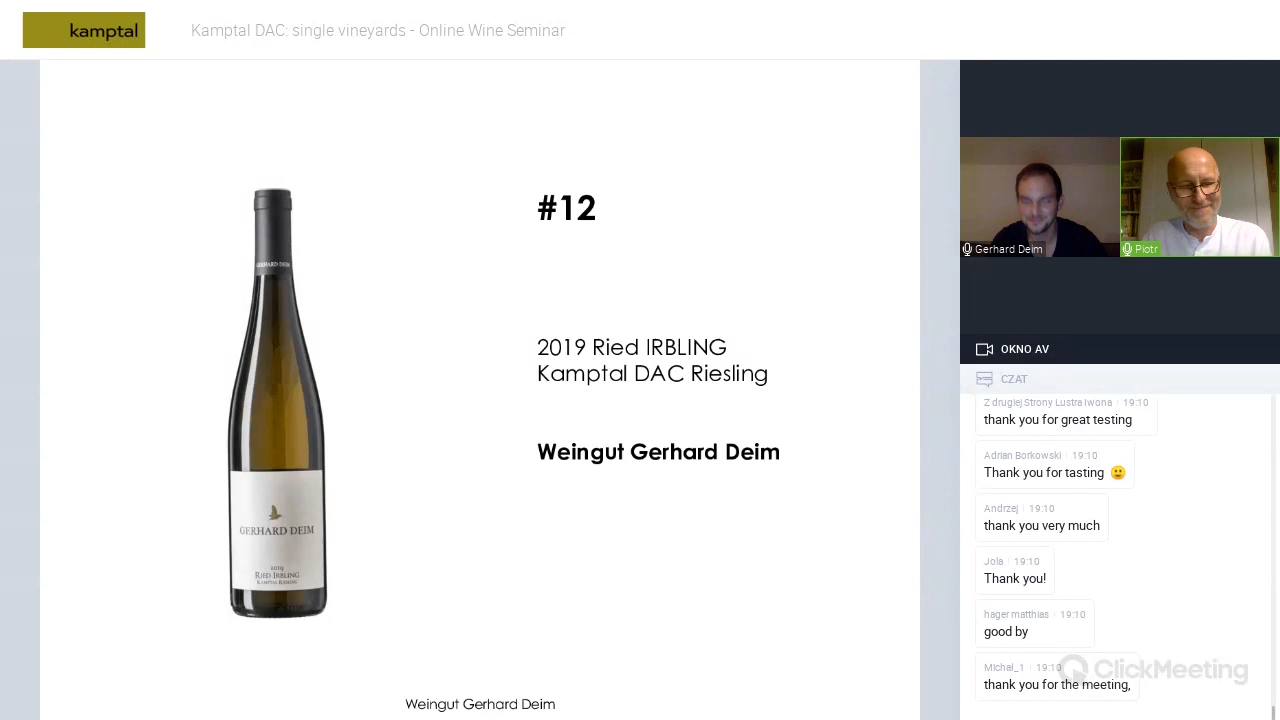 kamptal
Kamptal DAC: single vineyards - Online Wine Seminar
#12
2019 Ried IRBLING
Kamptal DAC Riesling
Weingut Gerhard Deim
GERHARD DEIM
GERHARD DEIM
2019
RIED IRBLING
KAMPTAL RIESLING
Weingut Gerhard Deim
Gerhard Deim
Piotr
OKNO AV
CZAT
Z drugiej Strony Lustra Iwona 19:10
thank you for great testing
Adrian Borkowski 19:10
Thank you for tasting 🙂
Andrzej 19:10
thank you very much
Jola 19:10
Thank you!
hager matthias 19:10
good by
Michał_1 19:10
thank you for the meeting,
ClickMeeting